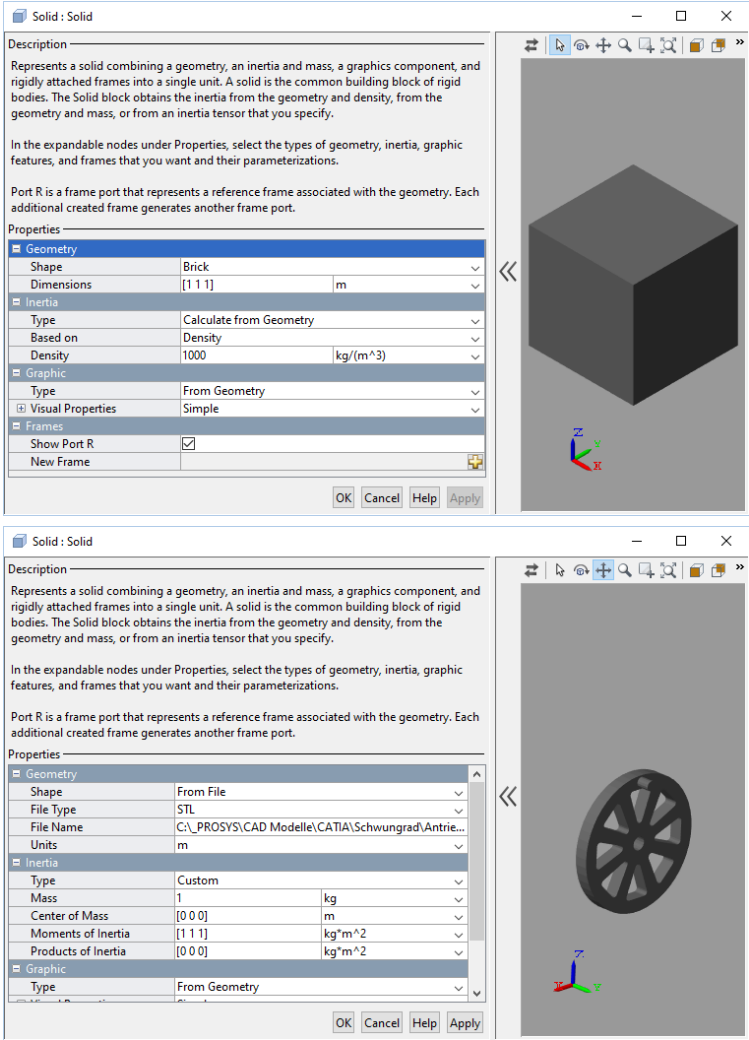 Solid : Solid
Description
Represents a solid combining a geometry, an inertia and mass, a graphics component, and
rigidly attached frames into a single unit. A solid is the common building block of rigid
bodies. The Solid block obtains the inertia from the geometry and density, from the
geometry and mass, or from an inertia tensor that you specify.
In the expandable nodes under Properties, select the types of geometry, inertia, graphic
features, and frames that you want and their parameterizations.
Port R is a frame port that represents a reference frame associated with the geometry. Each
additional created frame generates another frame port.
Properties
Geometry
Shape Brick
Dimensions [1 1 1] m
Inertia
Type Calculate from Geometry
Based on Density
Density 1000 kg/(m^3)
Graphic
Type From Geometry
Visual Properties Simple
Frames
Show Port R
New Frame
OK Cancel Help Apply
Z
Y
X
Solid : Solid
Description
Represents a solid combining a geometry, an inertia and mass, a graphics component, and
rigidly attached frames into a single unit. A solid is the common building block of rigid
bodies. The Solid block obtains the inertia from the geometry and density, from the
geometry and mass, or from an inertia tensor that you specify.
In the expandable nodes under Properties, select the types of geometry, inertia, graphic
features, and frames that you want and their parameterizations.
Port R is a frame port that represents a reference frame associated with the geometry. Each
additional created frame generates another frame port.
Properties
Geometry
Shape From File
File Type STL
File Name C:\_PROSYS\CAD Modelle\CATIA\Schwungrad\Antrie...
Units m
Inertia
Type Custom
Mass 1 kg
Center of Mass [0 0 0] m
Moments of Inertia [1 1 1] kg*m^2
Products of Inertia [0 0 0] kg*m^2
Graphic
Type From Geometry
OK Cancel Help Apply
Z
X Y